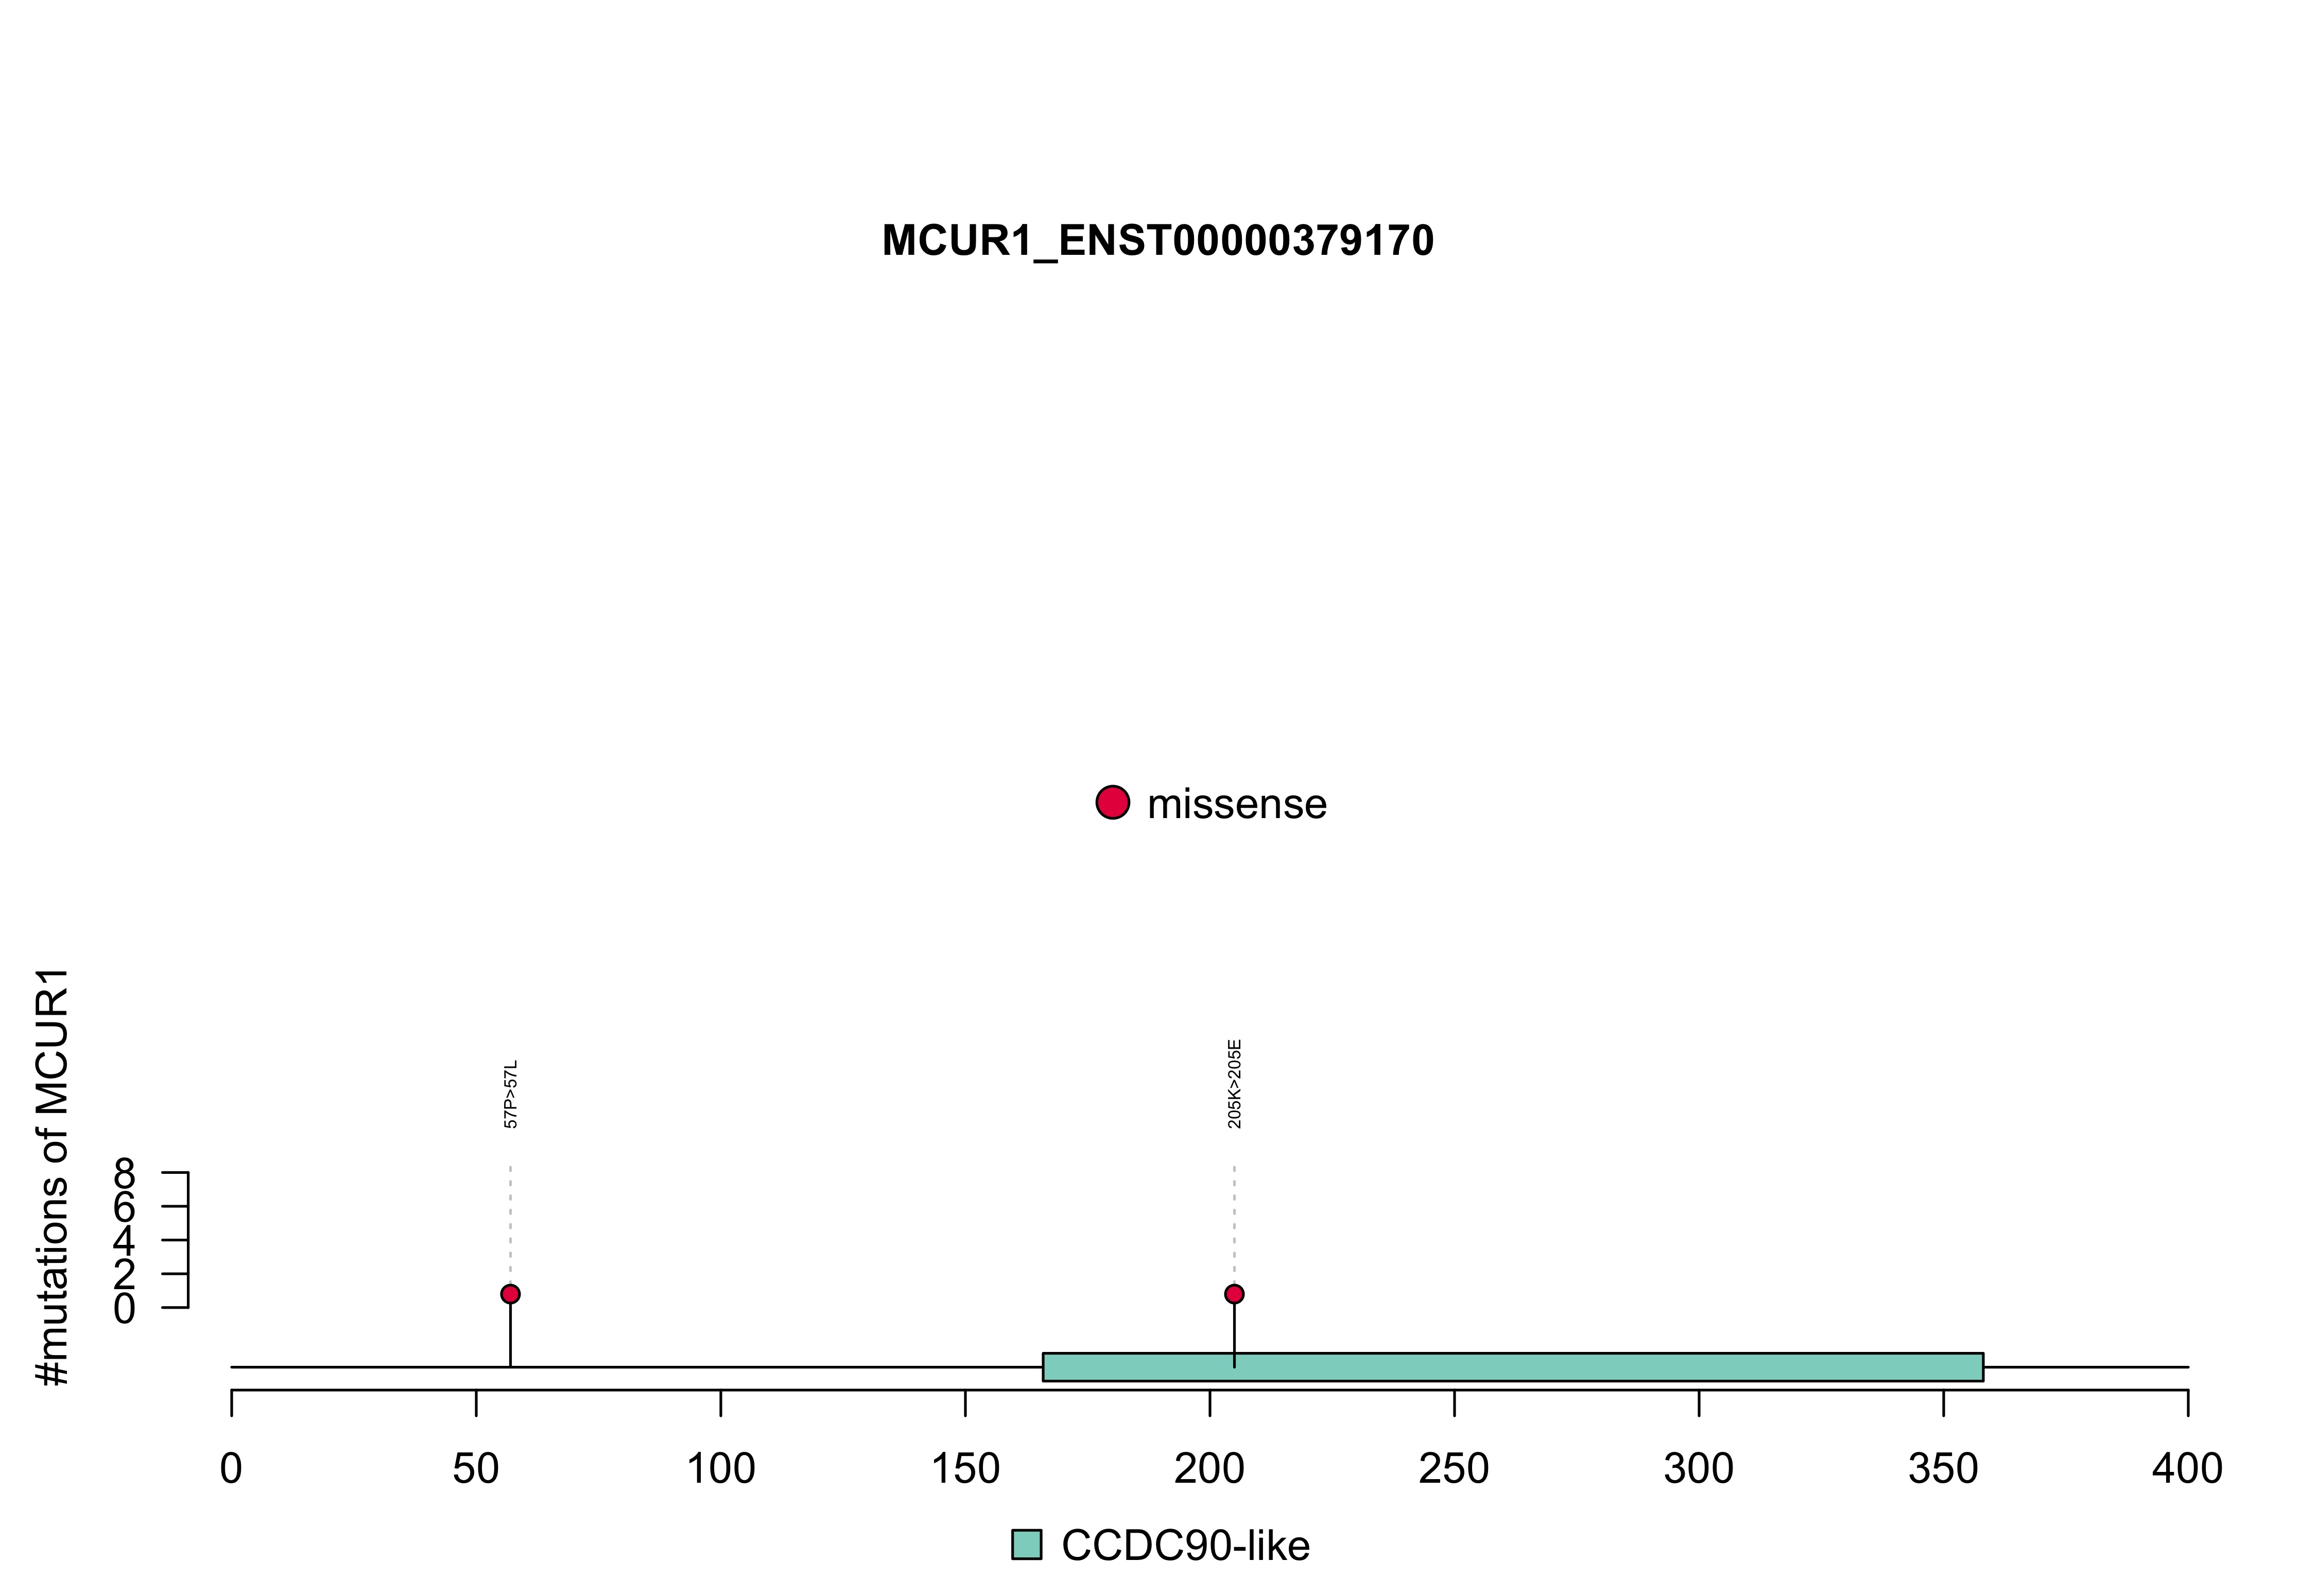 MCUR1_ENST00000379170
missense
#mutations of MCUR1
57P>57L
205K>205E
8
6
4
2
0
0 50 100 150 200 250 300 350 400
CCDC90-like